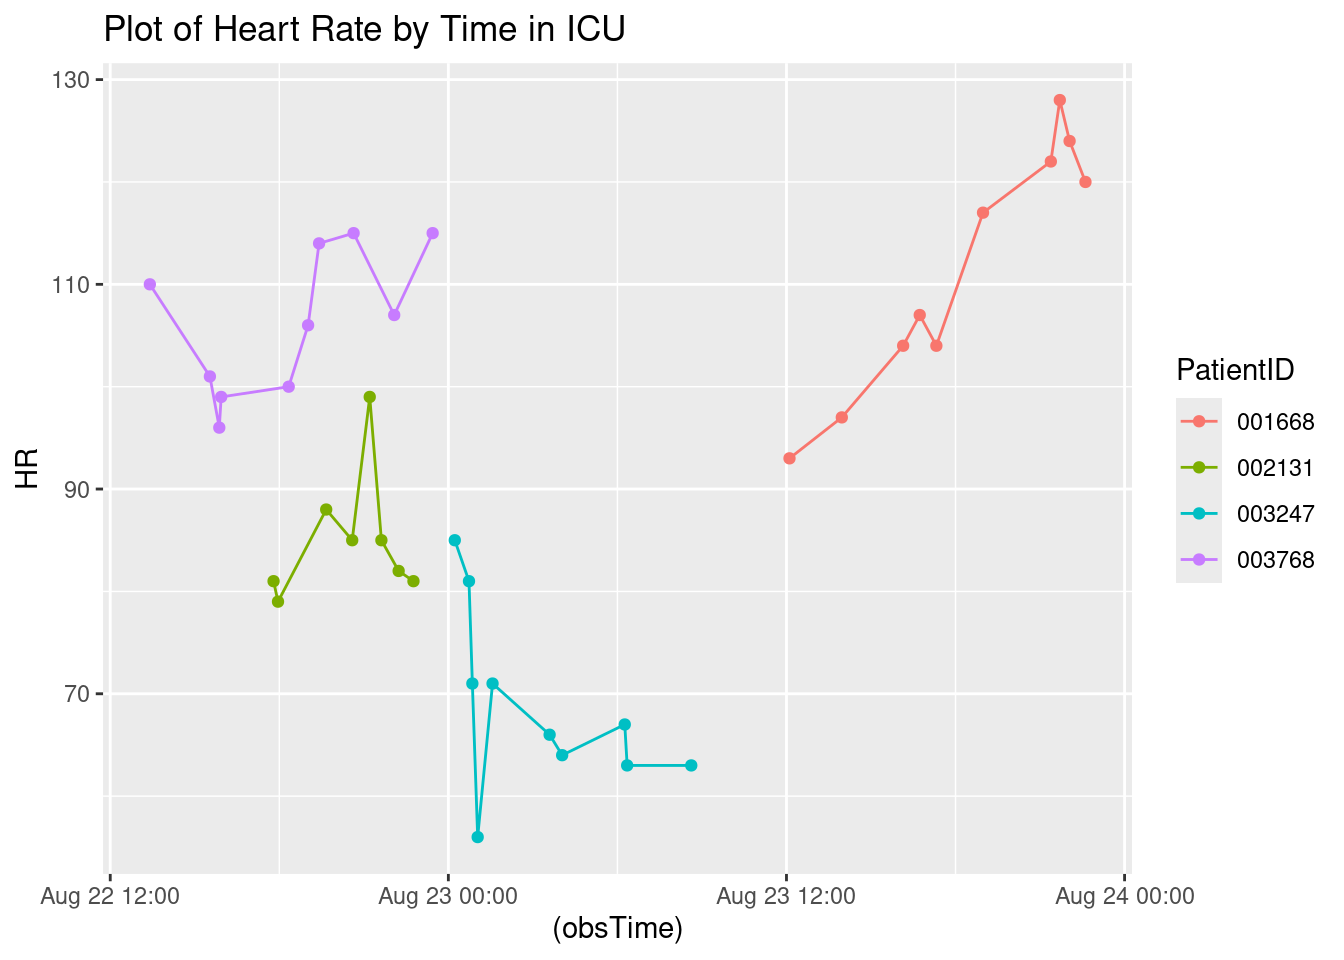 Plot of Heart Rate by Time in ICU
130
110
90
70
HR
Aug 22 12:00
Aug 23 00:00
Aug 23 12:00
Aug 24 00:00
(obsTime)
PatientID
001668
002131
003247
003768